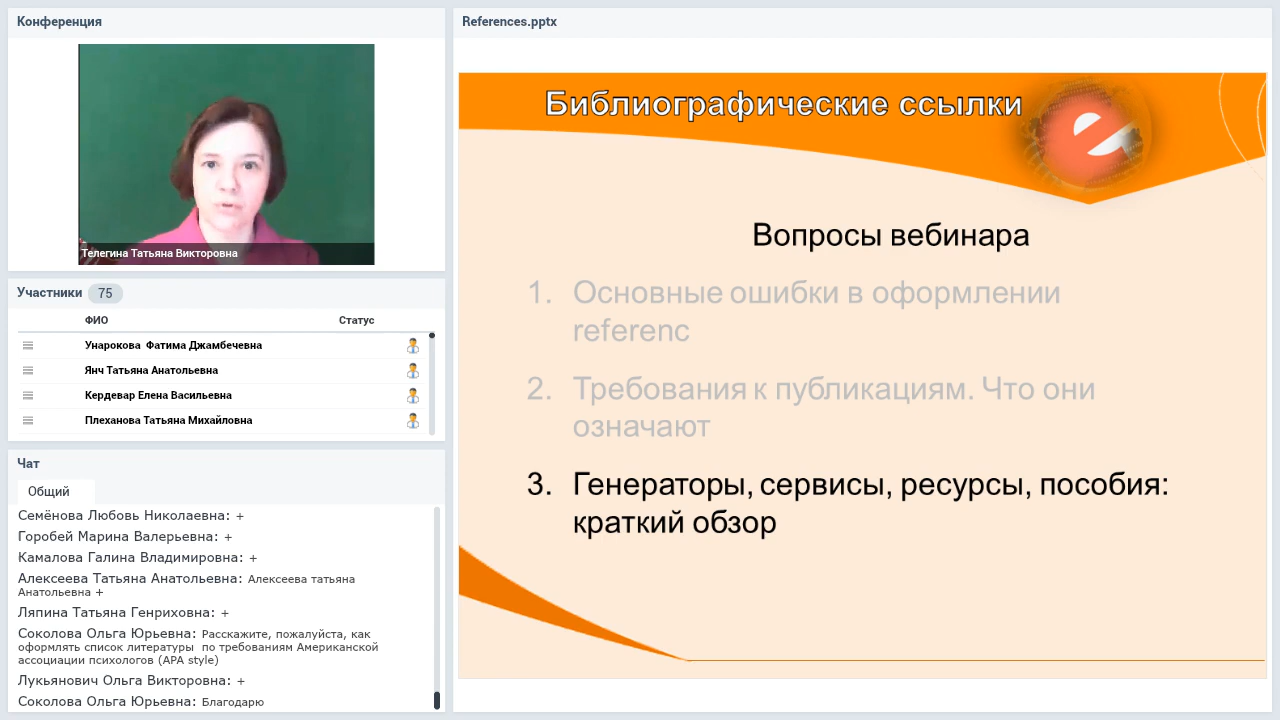 Конференция
Телегина Татьяна Викторовна
Участники 75
ФИО Статус
Унарокова Фатима Джамбечевна
Янч Татьяна Анатольевна
Кердевар Елена Васильевна
Плеханова Татьяна Михайловна
Чат
Общий
Семёнова Любовь Николаевна: +
Горобей Марина Валерьевна: +
Камалова Галина Владимировна: +
Алексеева Татьяна Анатольевна: Алексеева татьяна
Анатольевна +
Ляпина Татьяна Генриховна: +
Соколова Ольга Юрьевна: Расскажите, пожалуйста, как
оформлять список литературы по требованиям Американской
ассоциации психологов (APA style)
Лукьянович Ольга Викторовна: +
Соколова Ольга Юрьевна: Благодарю
References.pptx
Библиографические ссылки
Вопросы вебинара
1. Основные ошибки в оформлении
referenc
2. Требования к публикациям. Что они
означают
3. Генераторы, сервисы, ресурсы, пособия:
краткий обзор